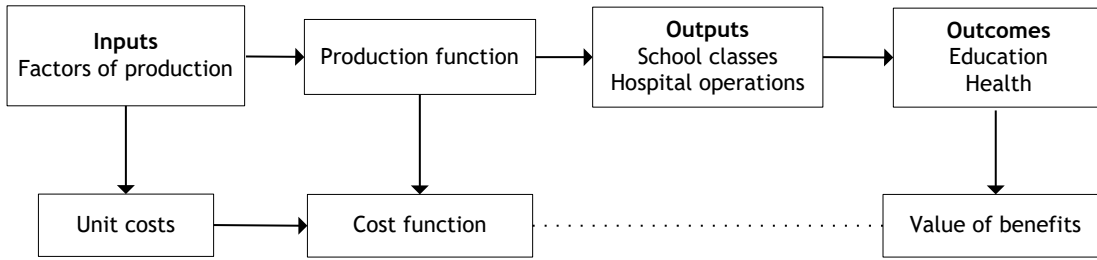 Inputs
Factors of production
Production function
Outputs
School classes
Hospital operations
Outcomes
Education
Health
Unit costs
Cost function
Value of benefits